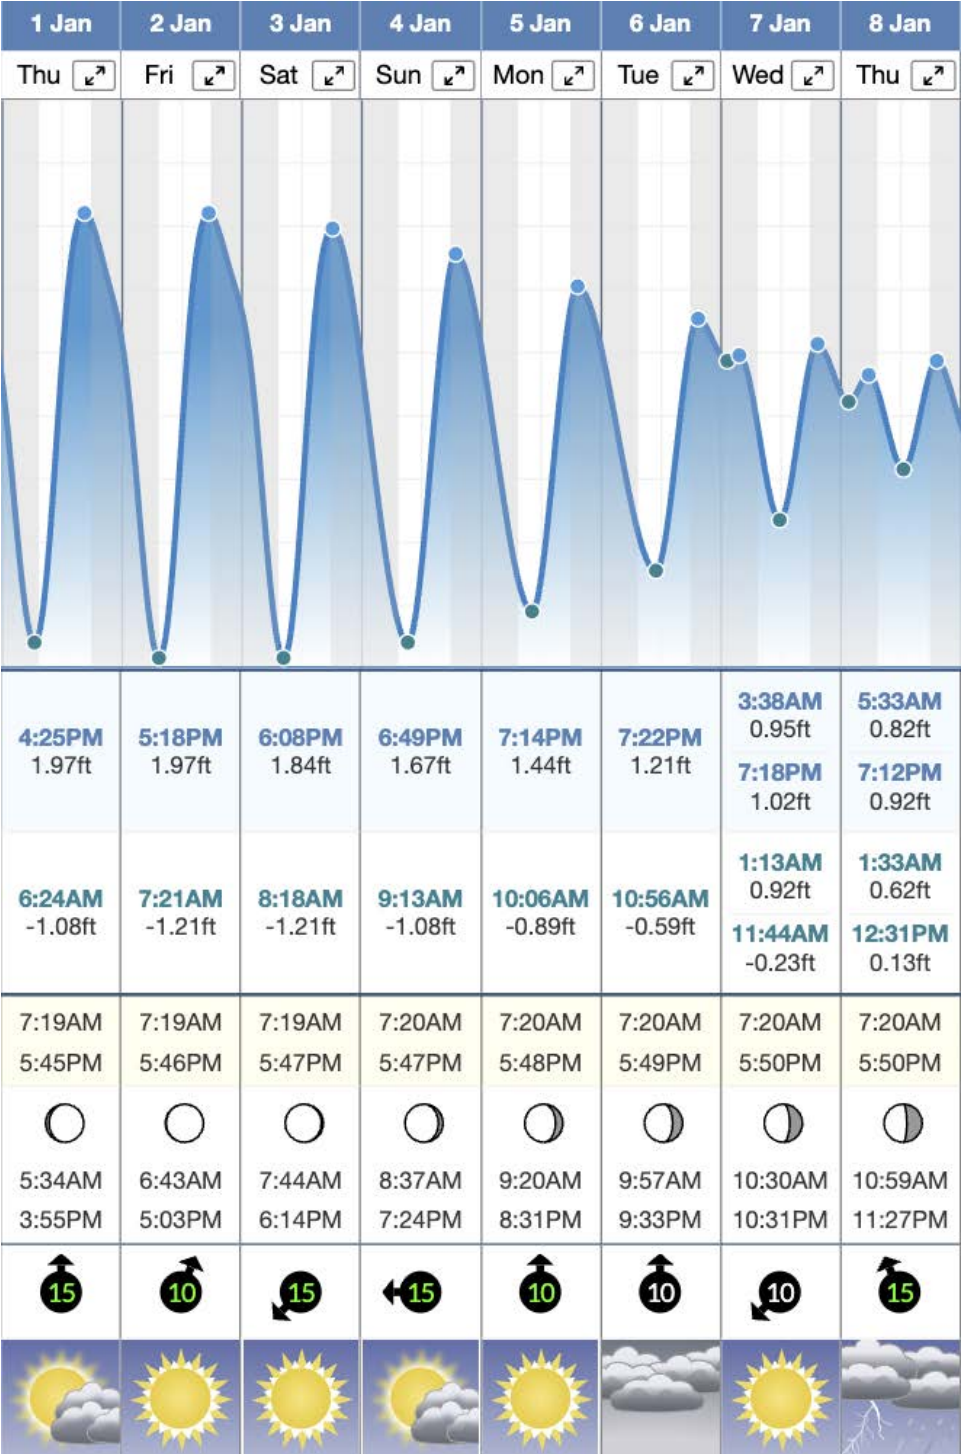 1 Jan 2 Jan 3 Jan 4 Jan 5 Jan 6 Jan 7 Jan 8 Jan
Thu Fri Sat Sun Mon Tue Wed Thu
3:38AM 5:33AM
0.95ft 0.82ft
4:25PM 5:18PM 6:08PM 6:49PM 7:14PM 7:22PM
1.97ft 1.97ft 1.84ft 1.67ft 1.44ft 1.21ft
7:18PM 7:12PM
1.02ft 0.92ft
1:13AM 1:33AM
0.92ft 0.62ft
6:24AM 7:21AM 8:18AM 9:13AM 10:06AM 10:56AM
-1.08ft -1.21ft -1.21ft -1.08ft -0.89ft -0.59ft
11:44AM 12:31PM
-0.23ft 0.13ft
7:19AM 7:19AM 7:19AM 7:20AM 7:20AM 7:20AM 7:20AM 7:20AM
5:45PM 5:46PM 5:47PM 5:47PM 5:48PM 5:49PM 5:50PM 5:50PM
5:34AM 6:43AM 7:44AM 8:37AM 9:20AM 9:57AM 10:30AM 10:59AM
3:55PM 5:03PM 6:14PM 7:24PM 8:31PM 9:33PM 10:31PM 11:27PM
15 10 15 15 10 10 10 15